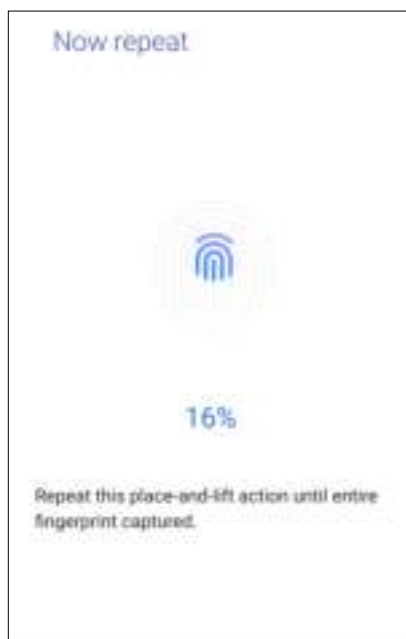 Now repeat
16%
Repeat this place-and-lift action until entire
fingerprint captured.